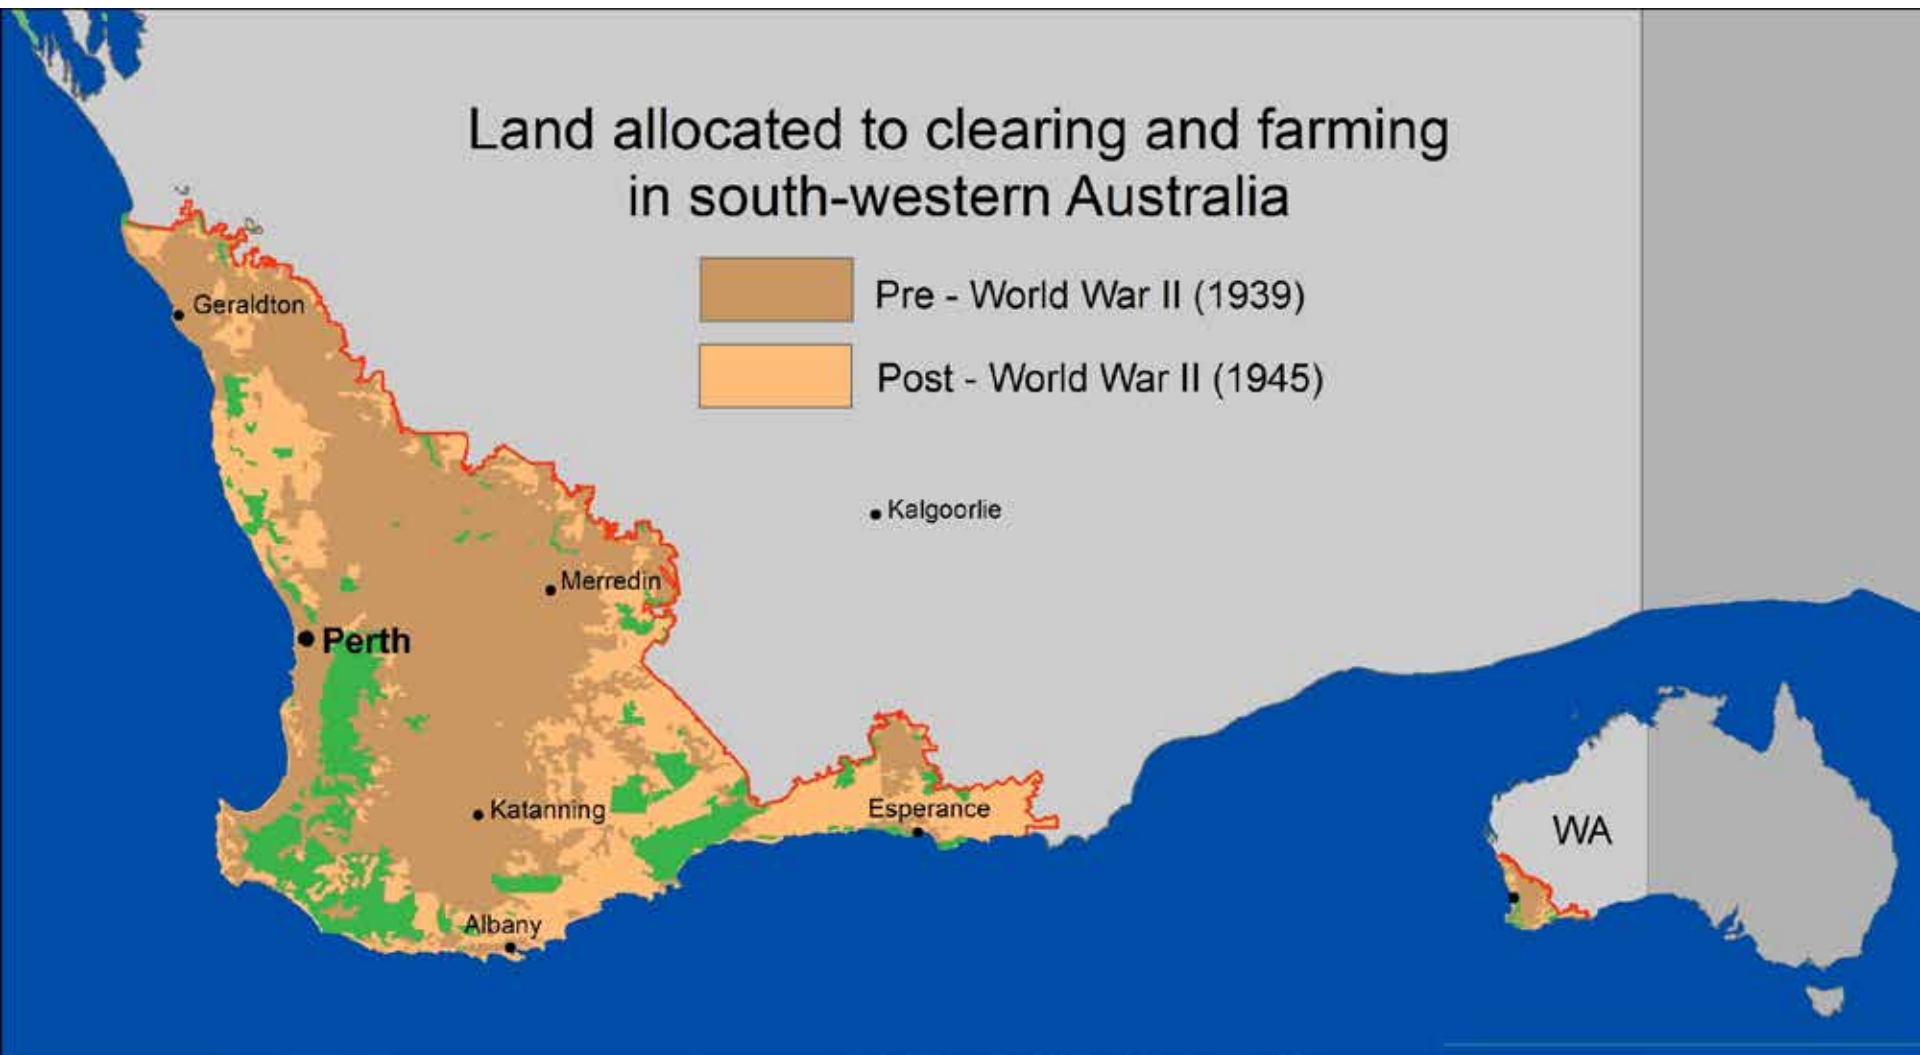 Land allocated to clearing and farming
in south-western Australia
Pre - World War II (1939)
Post - World War II (1945)
Geraldton
Kalgoorlie
Merredin
Perth
Katanning
Esperance
WA
Albany